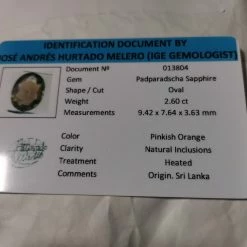 IDENTIFICATION DOCUMENT BY
JOSÉ ANDRÉS HURTADO MELERO (IGE GEMOLOGIST)
Document Nº 013804
Gem Padparadscha Sapphire
Shape / Cut Oval
Weight 2.60 ct
Measurements 9.42 x 7.64 x 3.63 mm
Color Pinkish Orange
Clarity Natural Inclusions
Treatment Heated
Comments Origin. Sri Lanka